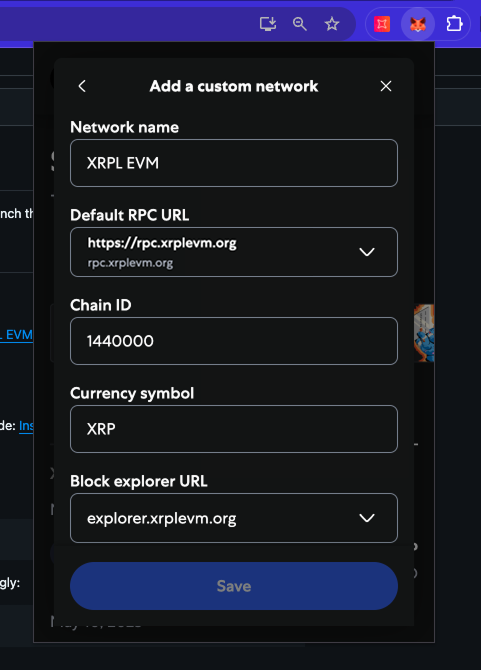 Add a custom network
Network name
XRPL EVM
Default RPC URL
https://rpc.xrplevm.org
rpc.xrplevm.org
Chain ID
1440000
Currency symbol
XRP
Block explorer URL
explorer.xrplevm.org
Save
nch th
L EVM
de: Ins
gly: